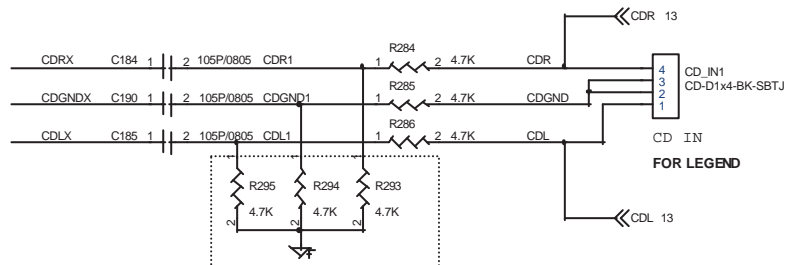 CDR 13
R284
CDRX C184 1 2 105P/0805 CDR1 1 2 4.7K CDR
4 CD_IN1
3 CD-D1x4-BK-SBTJ
2
1
R285
CDGNDX C190 1 2 105P/0805 CDGND1 1 2 4.7K CDGND
R286
CDLX C185 1 2 105P/0805 CDL1 1 2 4.7K CDL
CD IN
FOR LEGEND
1 1 1
R295 R294 R293
4.7K 4.7K 4.7K
2 2 2
CDL 13